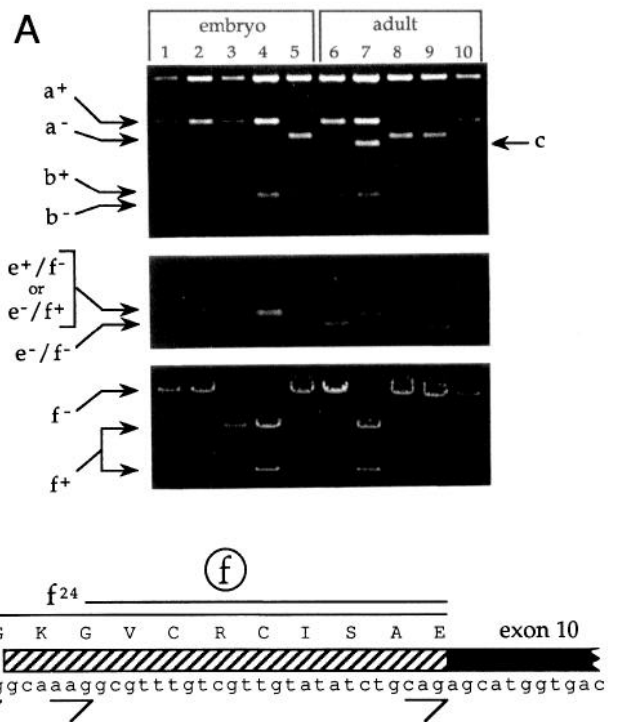 A
embryo adult
1 2 3 4 5 6 7 8 9 10
a+
a-
c
b+
b-
e+/f-
or
e-/f+
e-/f-
f-
f+
f
f24
G K G V C R C I S A E exon 10
ggcaaaggcgtttgtcgttgtatatctgcagagcatggtgac